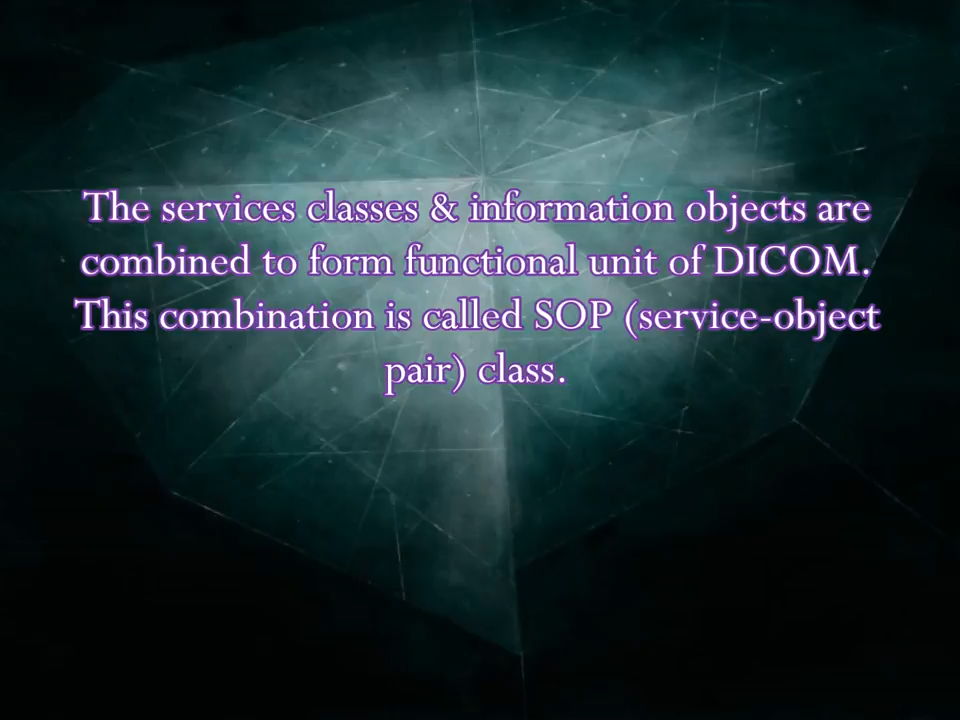 The services classes & information objects are
combined to form functional unit of DICOM.
This combination is called SOP (service-object
pair) class.